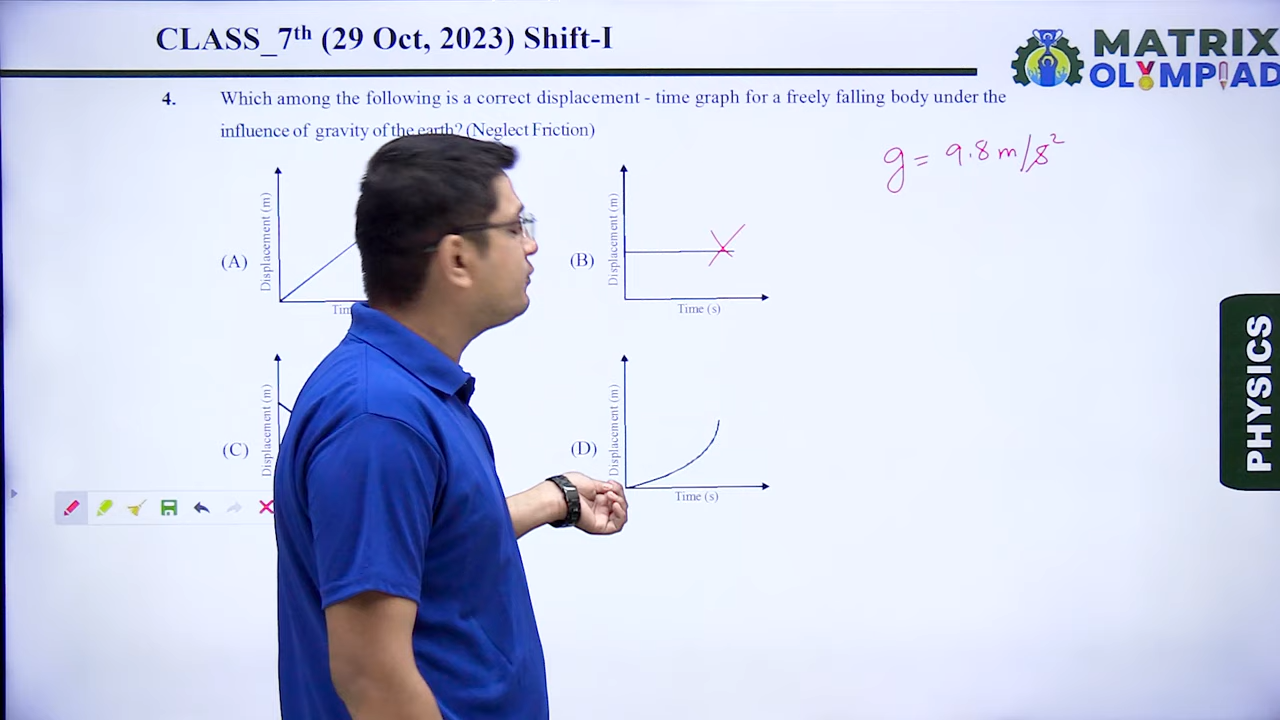 CLASS_7th (29 Oct, 2023) Shift-I
MATRIX
OLYMPIAD
4. Which among the following is a correct displacement - time graph for a freely falling body under the
influence of gravity of the earth? (Neglect Friction)
g = 9.8 m/s²
(A)
Displacement (m)
(B)
Displacement (m)
Time (s)
(C)
Displacement (m)
(D)
Displacement (m)
Time (s)
PHYSICS